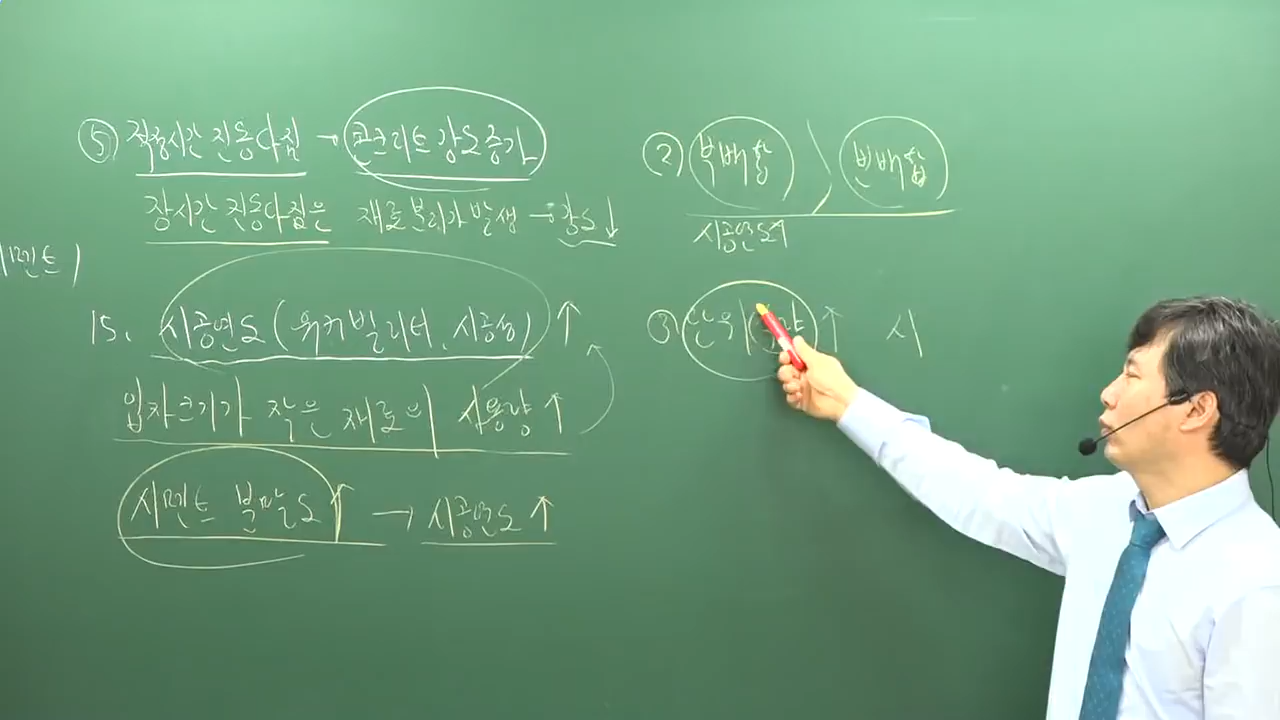 ⑤ 적정시간 진동다짐 → 콘크리트 강도증가
장시간 진동다짐은 재료분리가 발생 → 강도↓
멘트)
15. 시공연도(워커빌리티, 시공성)↑
입자크기가 작은 재료의 사용량↑
시멘트 분말도↑ → 시공연도↑
② 부배합 > 빈배합
시공연도
③ 단위 수량↑ 시